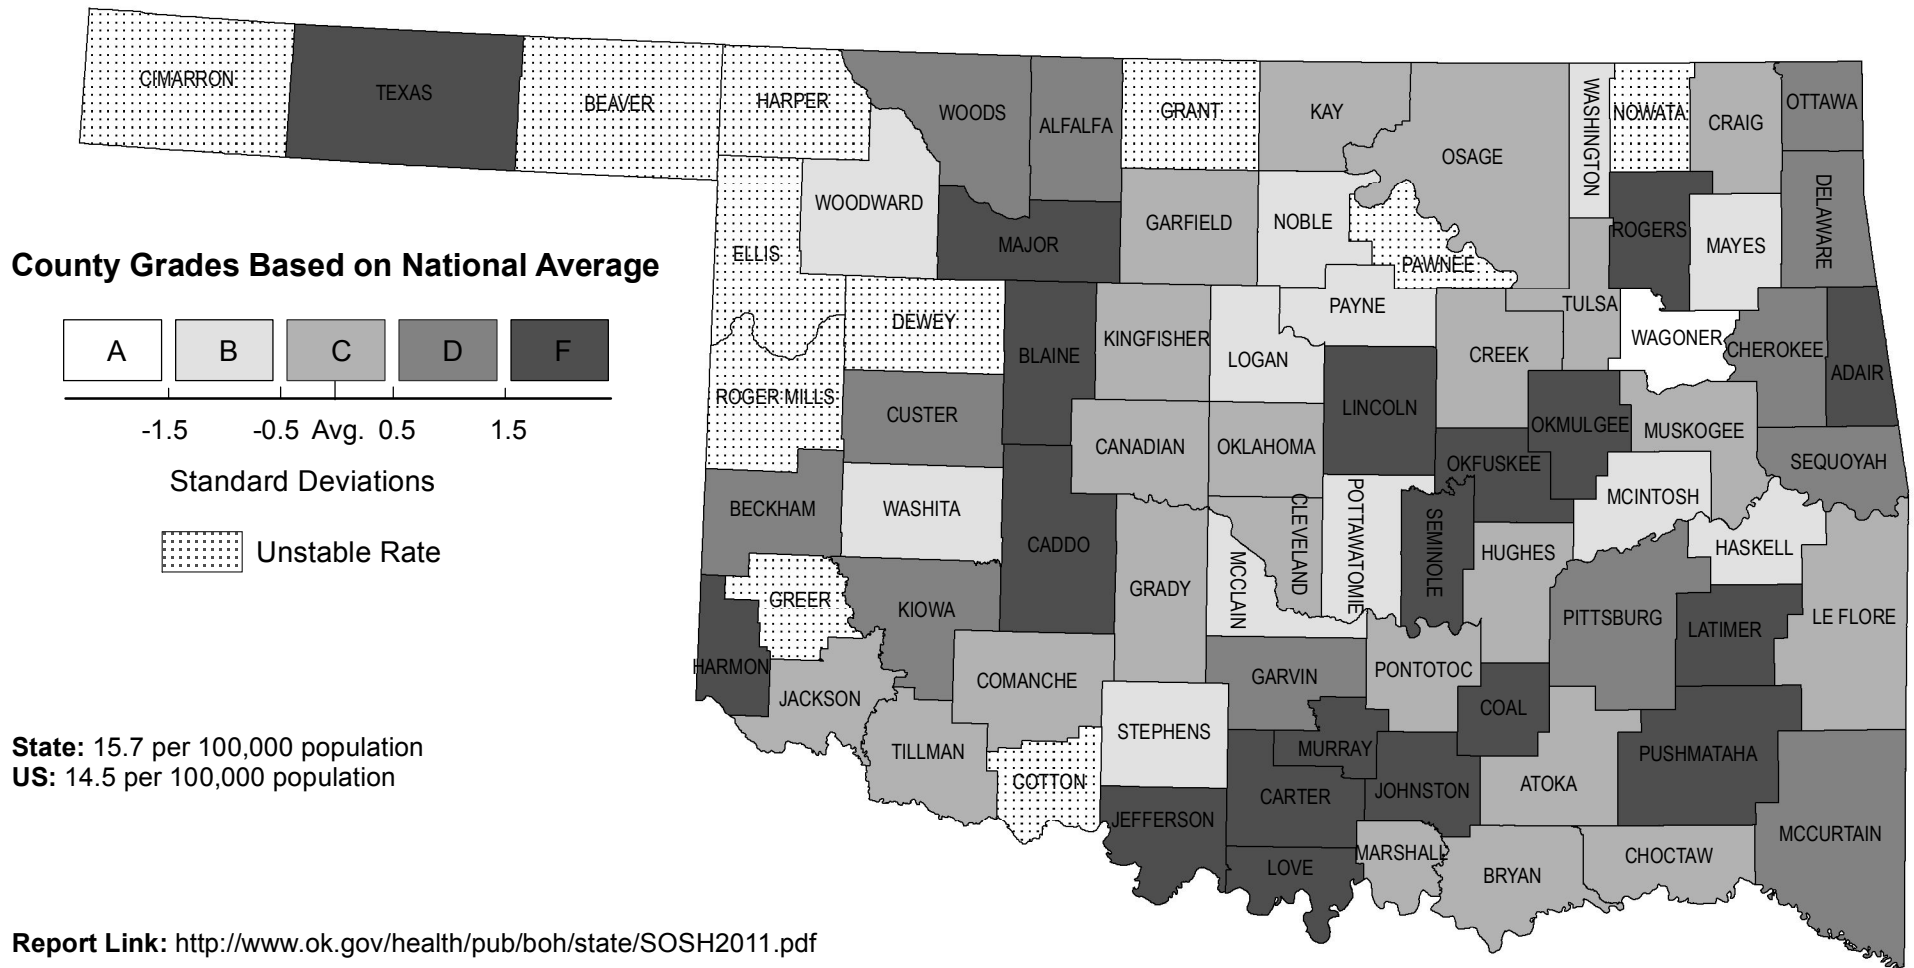 CIMARRON
TEXAS
BEAVER
HARPER
WOODS
ALFALFA
GRANT
KAY
OSAGE
WASHINGTON
NOWATA
CRAIG
OTTAWA
WOODWARD
ELLIS
MAJOR
GARFIELD
NOBLE
PAWNEE
ROGERS
MAYES
DELAWARE
County Grades Based on National Average
A B C D F
-1.5 -0.5 Avg. 0.5 1.5
Standard Deviations
Unstable Rate
DEWEY
BLAINE
KINGFISHER
LOGAN
PAYNE
CREEK
TULSA
WAGONER
CHEROKEE
ADAIR
ROGER MILLS
CUSTER
CANADIAN
OKLAHOMA
LINCOLN
OKMULGEE
MUSKOGEE
SEQUOYAH
BECKHAM
WASHITA
CADDO
GRADY
MCCLAIN
CLEVELAND
POTTAWATOMIE
SEMINOLE
OKFUSKEE
HUGHES
MCINTOSH
HASKELL
GREER
KIOWA
PITTSBURG
LATIMER
LE FLORE
HARMON
JACKSON
COMANCHE
GARVIN
PONTOTOC
COAL
TILLMAN
COTTON
STEPHENS
MURRAY
CARTER
JOHNSTON
ATOKA
PUSHMATAHA
JEFFERSON
LOVE
MARSHALL
BRYAN
CHOCTAW
MCCURTAIN
State: 15.7 per 100,000 population
US: 14.5 per 100,000 population
Report Link: http://www.ok.gov/health/pub/boh/state/SOSH2011.pdf